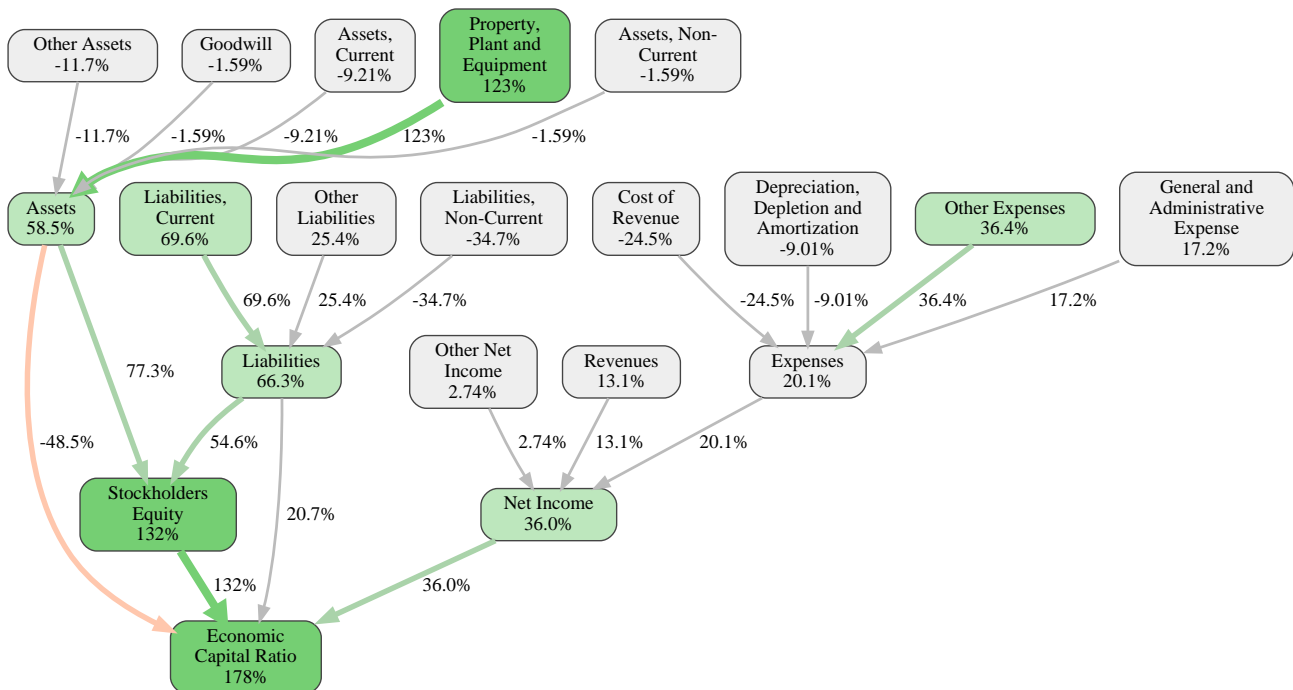 Other Assets
-11.7%
Goodwill
-1.59%
Assets,
Current
-9.21%
Property,
Plant and
Equipment
123%
Assets, Non-
Current
-1.59%
-11.7%
-1.59%
-9.21%
123%
-1.59%
Assets
58.5%
Liabilities,
Current
69.6%
Other
Liabilities
25.4%
Liabilities,
Non-Current
-34.7%
Cost of
Revenue
-24.5%
Depreciation,
Depletion and
Amortization
-9.01%
Other Expenses
36.4%
General and
Administrative
Expense
17.2%
69.6%
25.4%
-34.7%
-24.5%
-9.01%
36.4%
17.2%
77.3%
Liabilities
66.3%
Other Net
Income
2.74%
Revenues
13.1%
Expenses
20.1%
-48.5%
54.6%
2.74%
13.1%
20.1%
Stockholders
Equity
132%
20.7%
Net Income
36.0%
132%
36.0%
Economic
Capital Ratio
178%